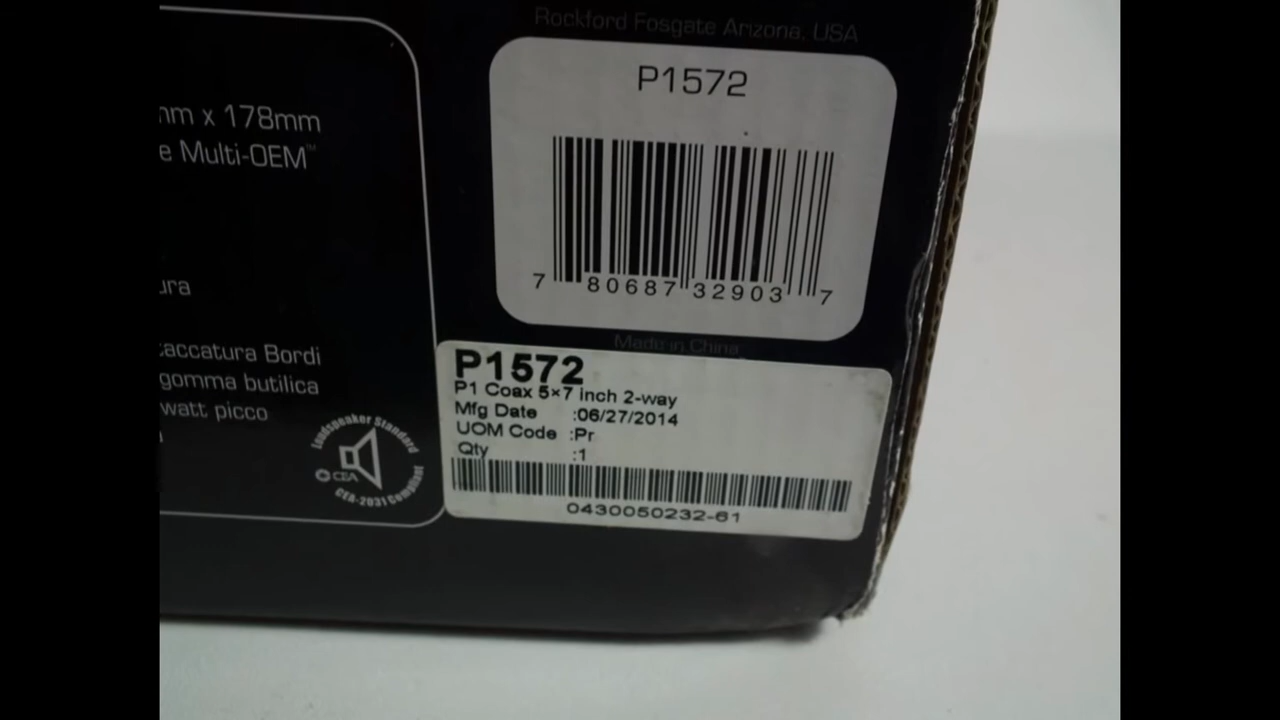 x 178mm
Multi-OEM™
accatura Bordi
gomma butilica
watt picco
Loudspeaker Standard
CEA
CEA-2031 Compliant
Rockford Fosgate Arizona, USA
P1572
7 80687 32903 7
Made in China
P1572
P1 Coax 5×7 inch 2-way
Mfg Date :06/27/2014
UOM Code :Pr
Qty :1
0430050232-61